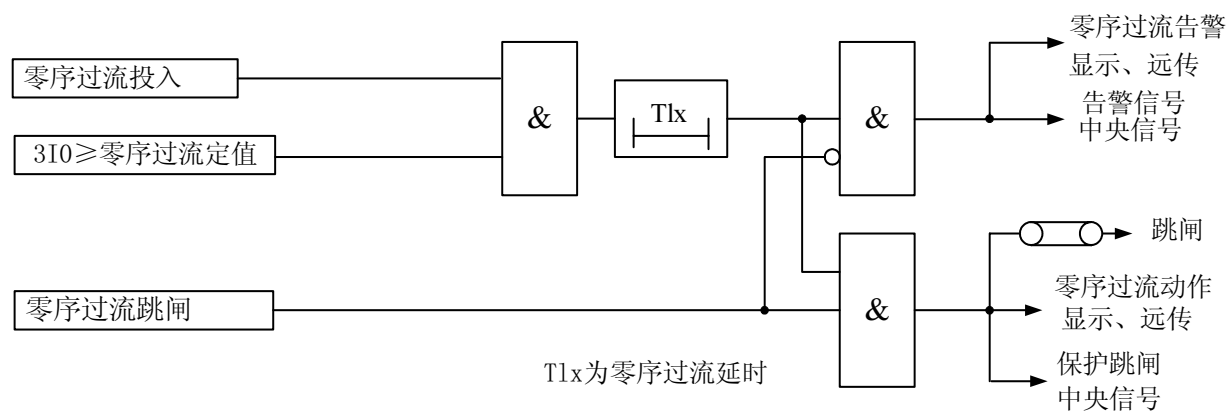 零序过流投入
3I0≥零序过流定值
零序过流跳闸
&
Tlx
&
&
零序过流告警
显示、远传
告警信号
中央信号
跳闸
零序过流动作
显示、远传
保护跳闸
中央信号
Tlx为零序过流延时